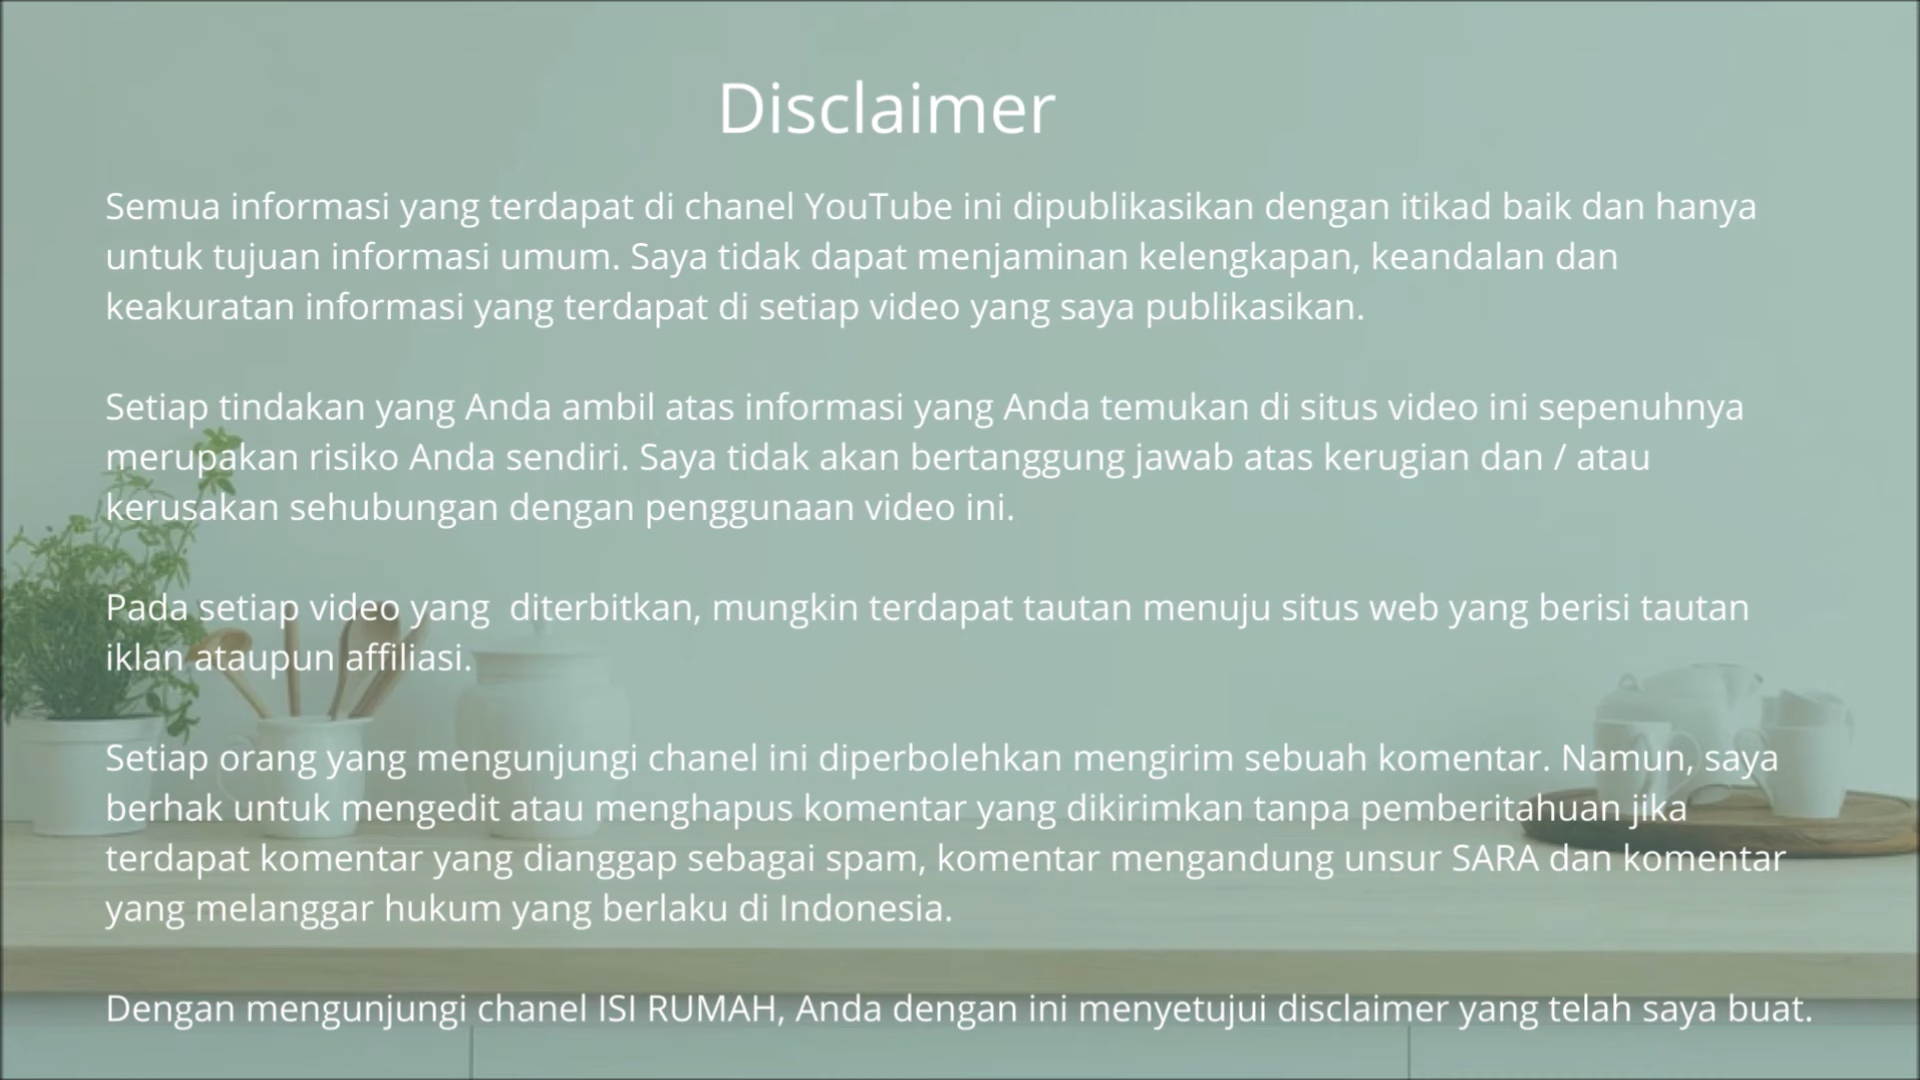 Disclaimer
Semua informasi yang terdapat di chanel YouTube ini dipublikasikan dengan itikad baik dan hanya
untuk tujuan informasi umum. Saya tidak dapat menjaminan kelengkapan, keandalan dan
keakuratan informasi yang terdapat di setiap video yang saya publikasikan.
Setiap tindakan yang Anda ambil atas informasi yang Anda temukan di situs video ini sepenuhnya
merupakan risiko Anda sendiri. Saya tidak akan bertanggung jawab atas kerugian dan / atau
kerusakan sehubungan dengan penggunaan video ini.
Pada setiap video yang  diterbitkan, mungkin terdapat tautan menuju situs web yang berisi tautan
iklan ataupun affiliasi.
Setiap orang yang mengunjungi chanel ini diperbolehkan mengirim sebuah komentar. Namun, saya
berhak untuk mengedit atau menghapus komentar yang dikirimkan tanpa pemberitahuan jika
terdapat komentar yang dianggap sebagai spam, komentar mengandung unsur SARA dan komentar
yang melanggar hukum yang berlaku di Indonesia.
Dengan mengunjungi chanel ISI RUMAH, Anda dengan ini menyetujui disclaimer yang telah saya buat.